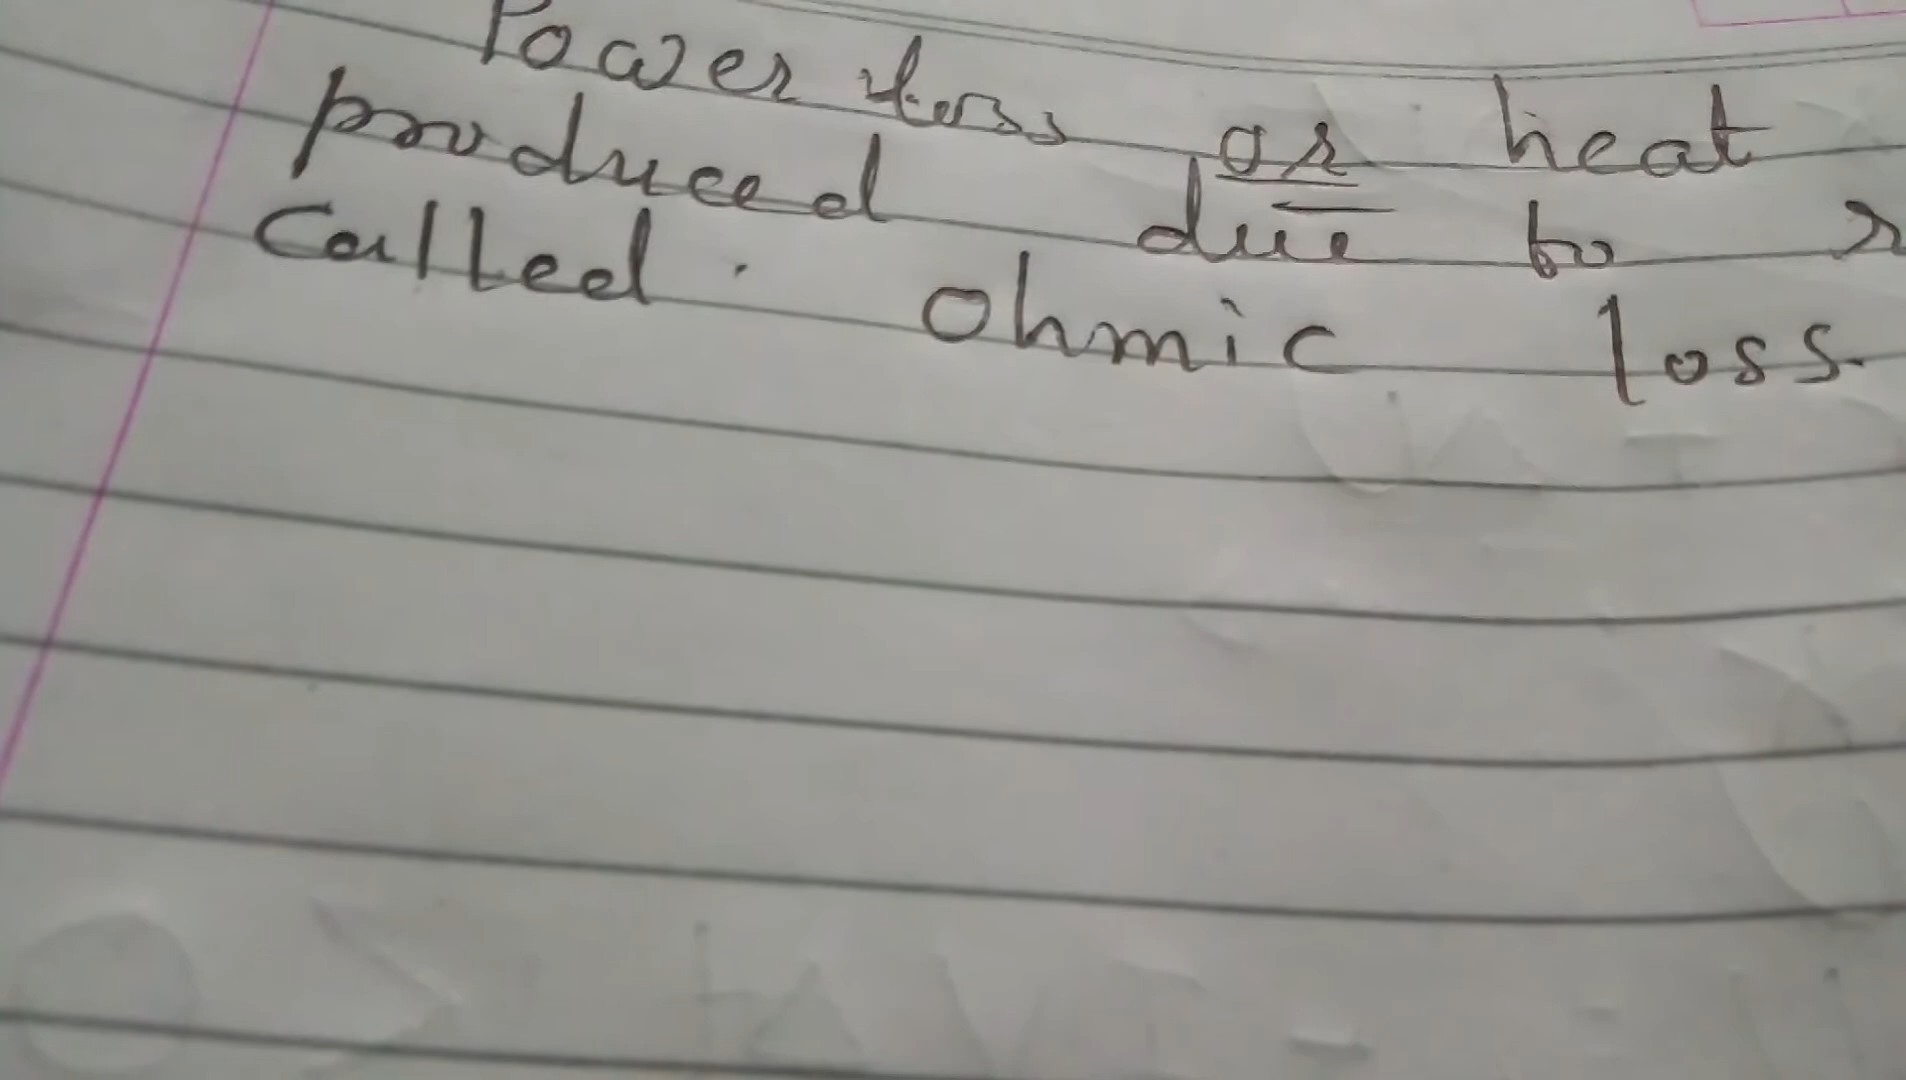 Power loss or heat
produced due to r
Called . Ohmic loss.